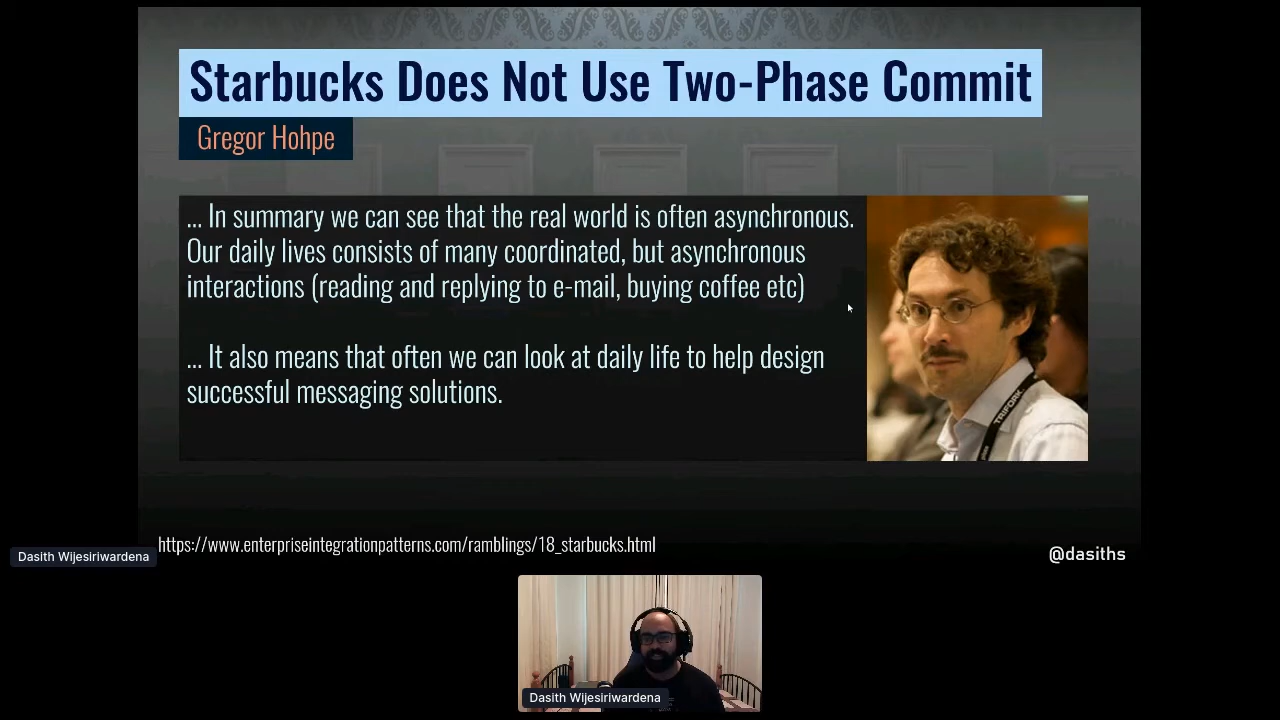 Starbucks Does Not Use Two-Phase Commit
Gregor Hohpe
... In summary we can see that the real world is often asynchronous.
Our daily lives consists of many coordinated, but asynchronous
interactions (reading and replying to e-mail, buying coffee etc)
... It also means that often we can look at daily life to help design
successful messaging solutions.
TRIFORK
https://www.enterpriseintegrationpatterns.com/ramblings/18_starbucks.html
@dasiths
Dasith Wijesiriwardena
Dasith Wijesiriwardena